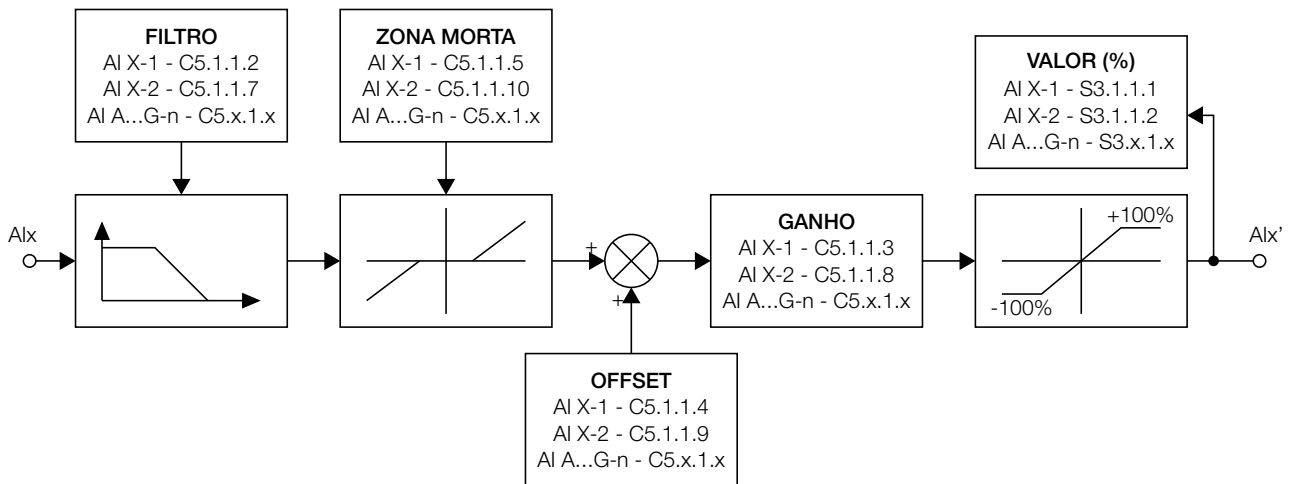 FILTRO
AI X-1 - C5.1.1.2
AI X-2 - C5.1.1.7
AI A...G-n - C5.x.1.x
ZONA MORTA
AI X-1 - C5.1.1.5
AI X-2 - C5.1.1.10
AI A...G-n - C5.x.1.x
VALOR (%)
AI X-1 - S3.1.1.1
AI X-2 - S3.1.1.2
AI A...G-n - S3.x.1.x
AIx
+
+
GANHO
AI X-1 - C5.1.1.3
AI X-2 - C5.1.1.8
AI A...G-n - C5.x.1.x
+100%
-100%
AIx'
OFFSET
AI X-1 - C5.1.1.4
AI X-2 - C5.1.1.9
AI A...G-n - C5.x.1.x